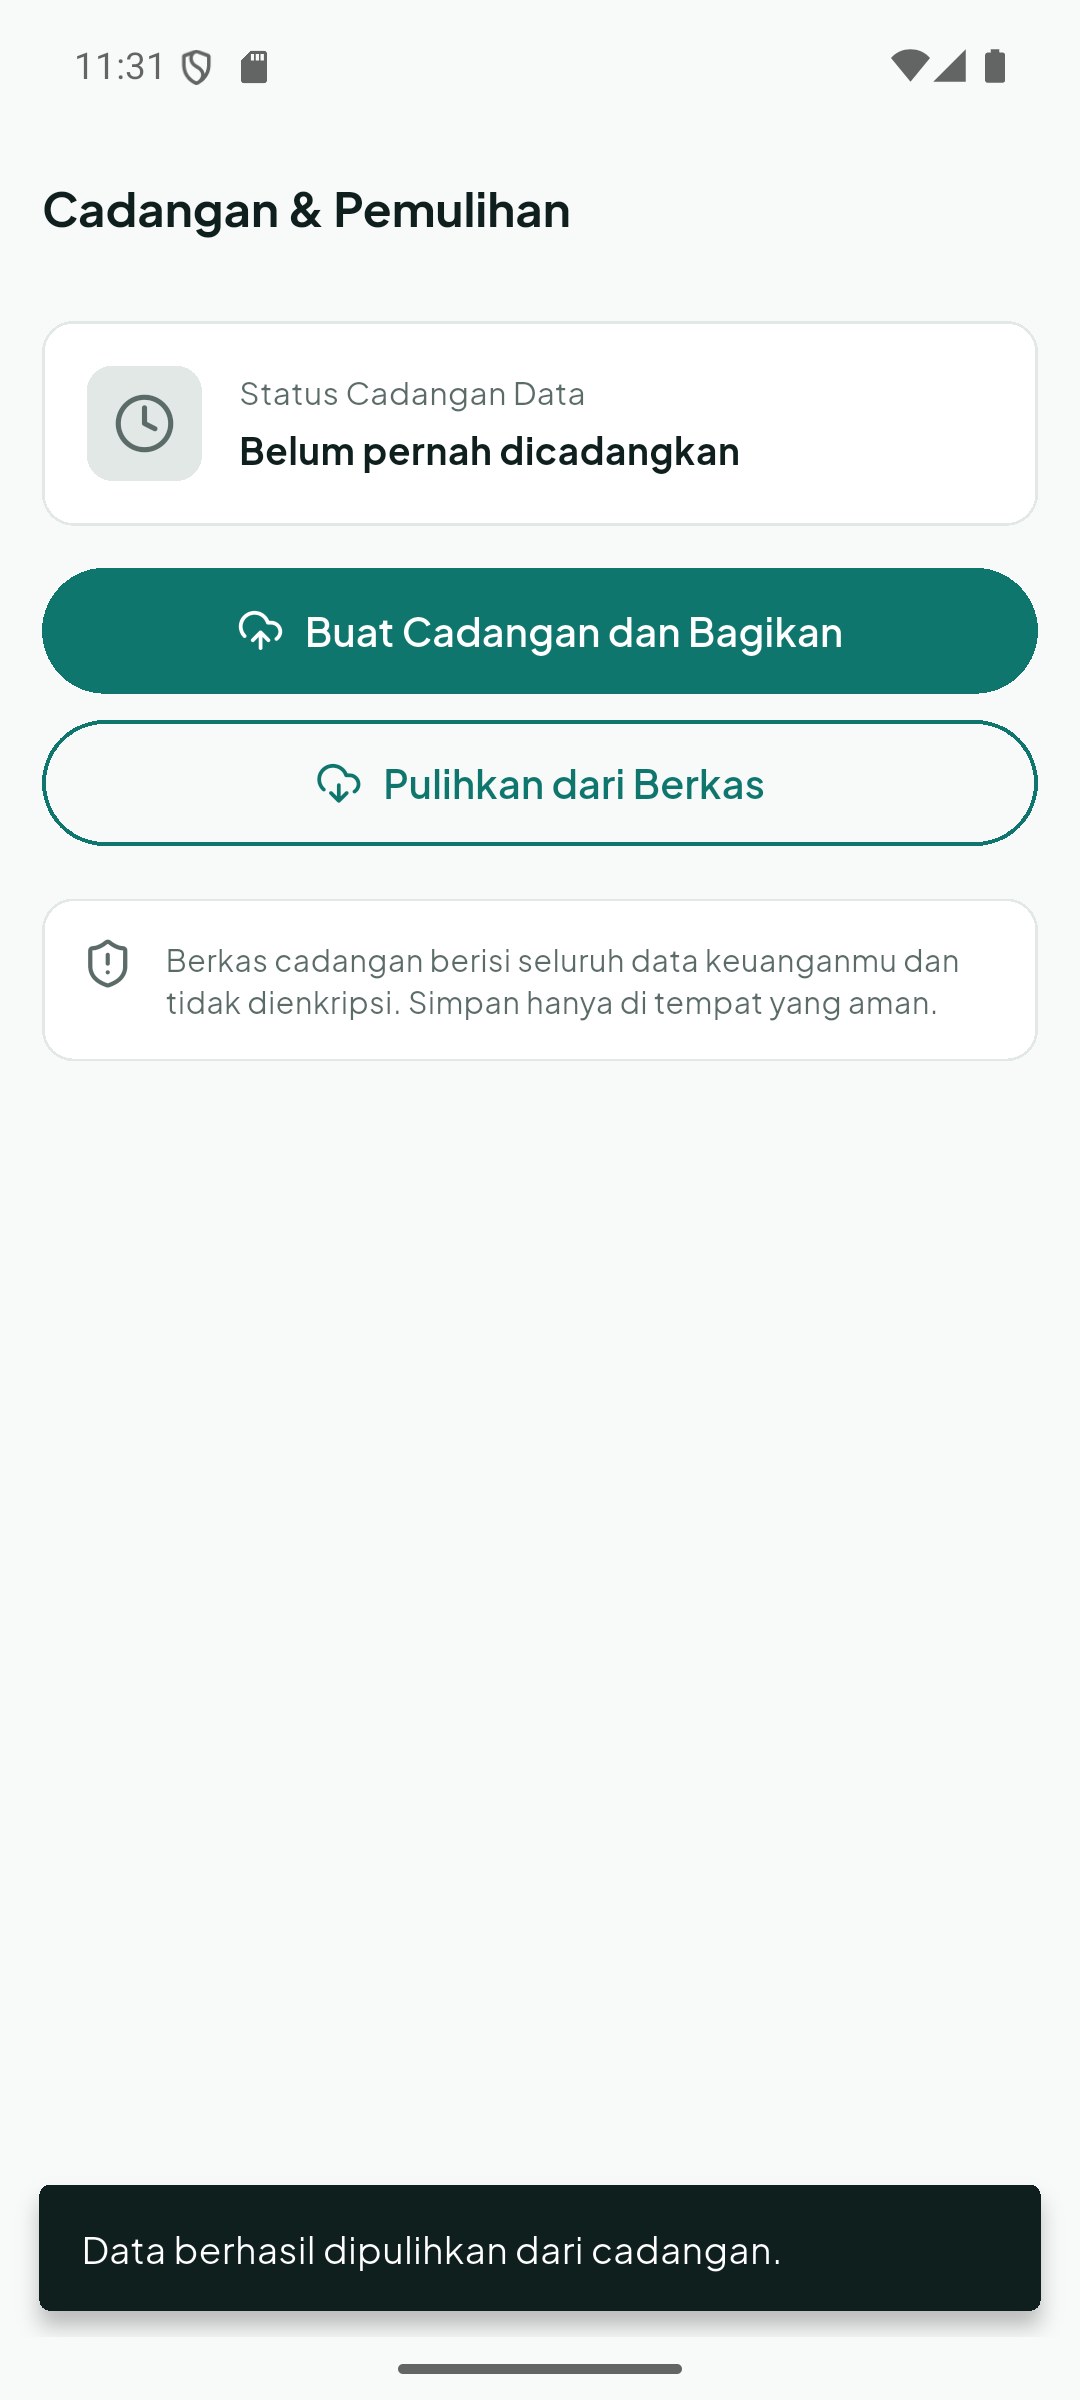 11:31
Cadangan & Pemulihan
Status Cadangan Data
Belum pernah dicadangkan
Buat Cadangan dan Bagikan
Pulihkan dari Berkas
Berkas cadangan berisi seluruh data keuanganmu dan
tidak dienkripsi. Simpan hanya di tempat yang aman.
Data berhasil dipulihkan dari cadangan.